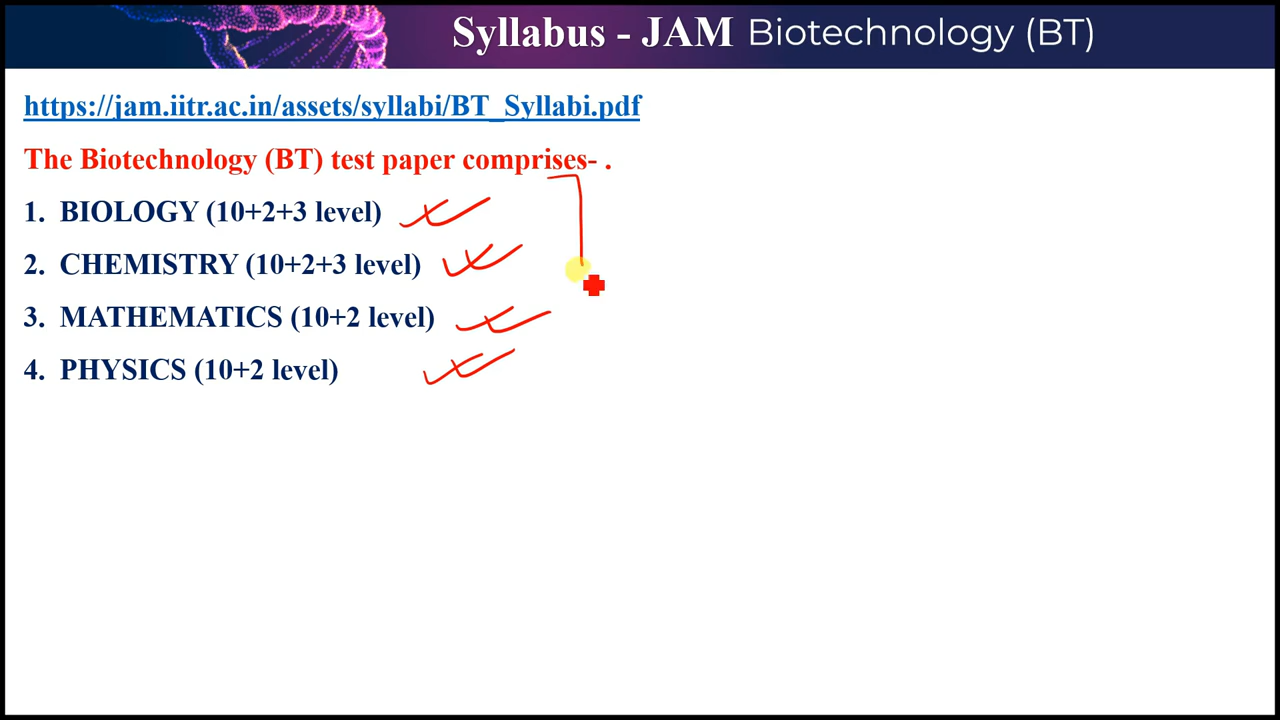 Syllabus - JAM Biotechnology (BT)
https://jam.iitr.ac.in/assets/syllabi/BT_Syllabi.pdf
The Biotechnology (BT) test paper comprises- .
1. BIOLOGY (10+2+3 level)
2. CHEMISTRY (10+2+3 level)
3. MATHEMATICS (10+2 level)
4. PHYSICS (10+2 level)